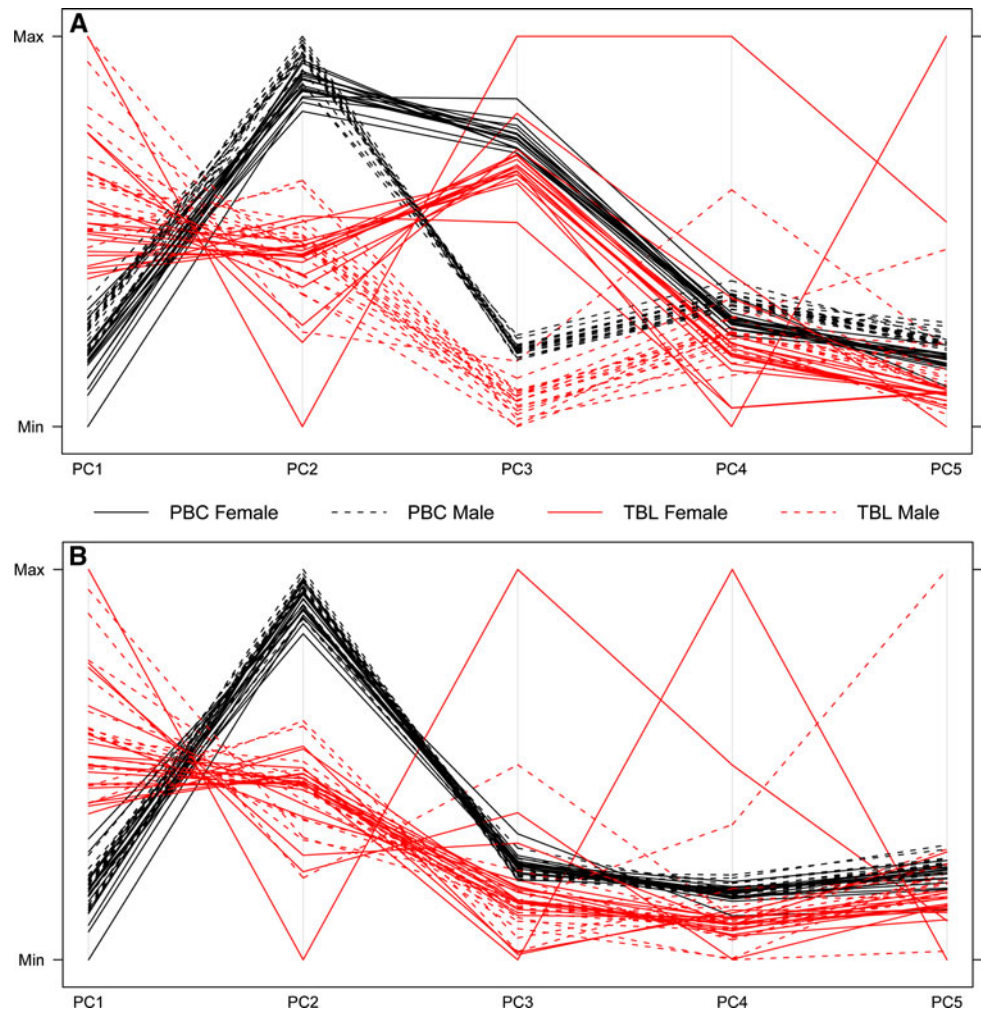 A
Max
Min
PC1 PC2 PC3 PC4 PC5
PBC Female PBC Male TBL Female TBL Male
B
Max
Min
PC1 PC2 PC3 PC4 PC5